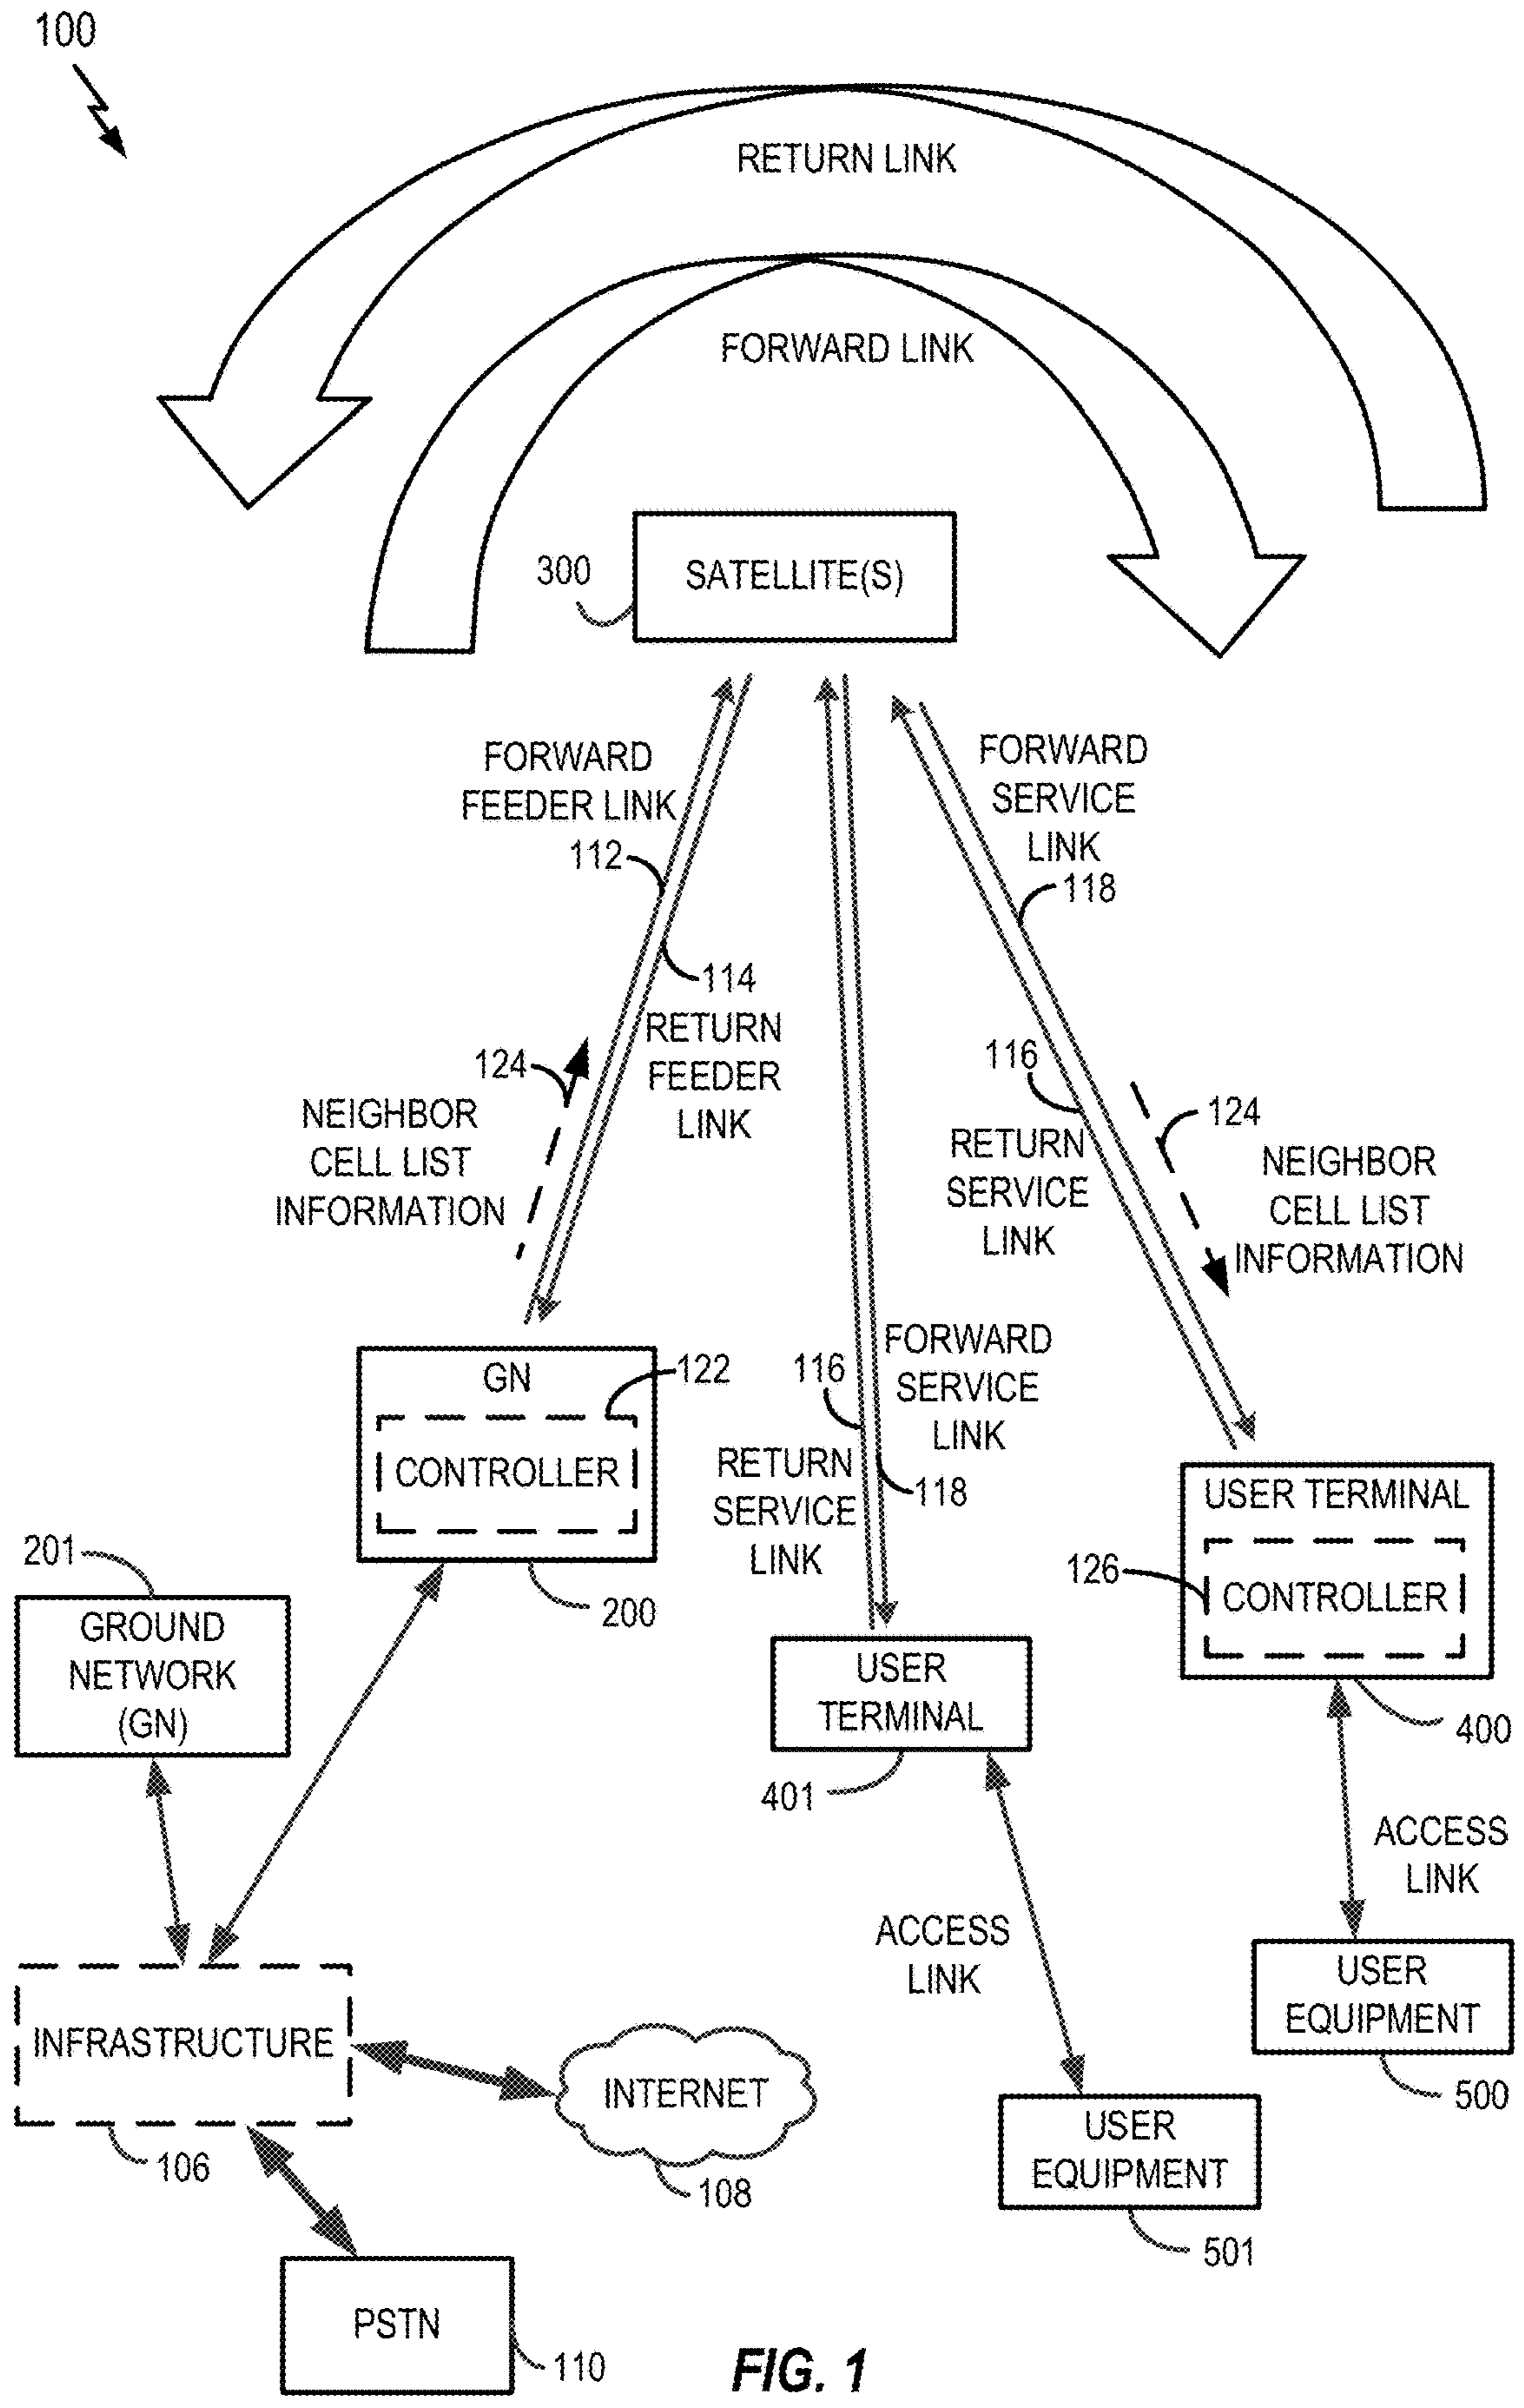 100
RETURN LINK
FORWARD LINK
300
SATELLITE(S)
FORWARD
FEEDER LINK
112
FORWARD
SERVICE
LINK
118
114
RETURN
FEEDER
LINK
124
NEIGHBOR
CELL LIST
INFORMATION
116
RETURN
SERVICE
LINK
124
NEIGHBOR
CELL LIST
INFORMATION
GN
122
CONTROLLER
200
116
RETURN
SERVICE
LINK
FORWARD
SERVICE
LINK
118
USER TERMINAL
126
CONTROLLER
400
201
GROUND
NETWORK
(GN)
USER
TERMINAL
401
ACCESS
LINK
ACCESS
LINK
USER
EQUIPMENT
500
INFRASTRUCTURE
106
INTERNET
108
USER
EQUIPMENT
501
PSTN
110
FIG. 1